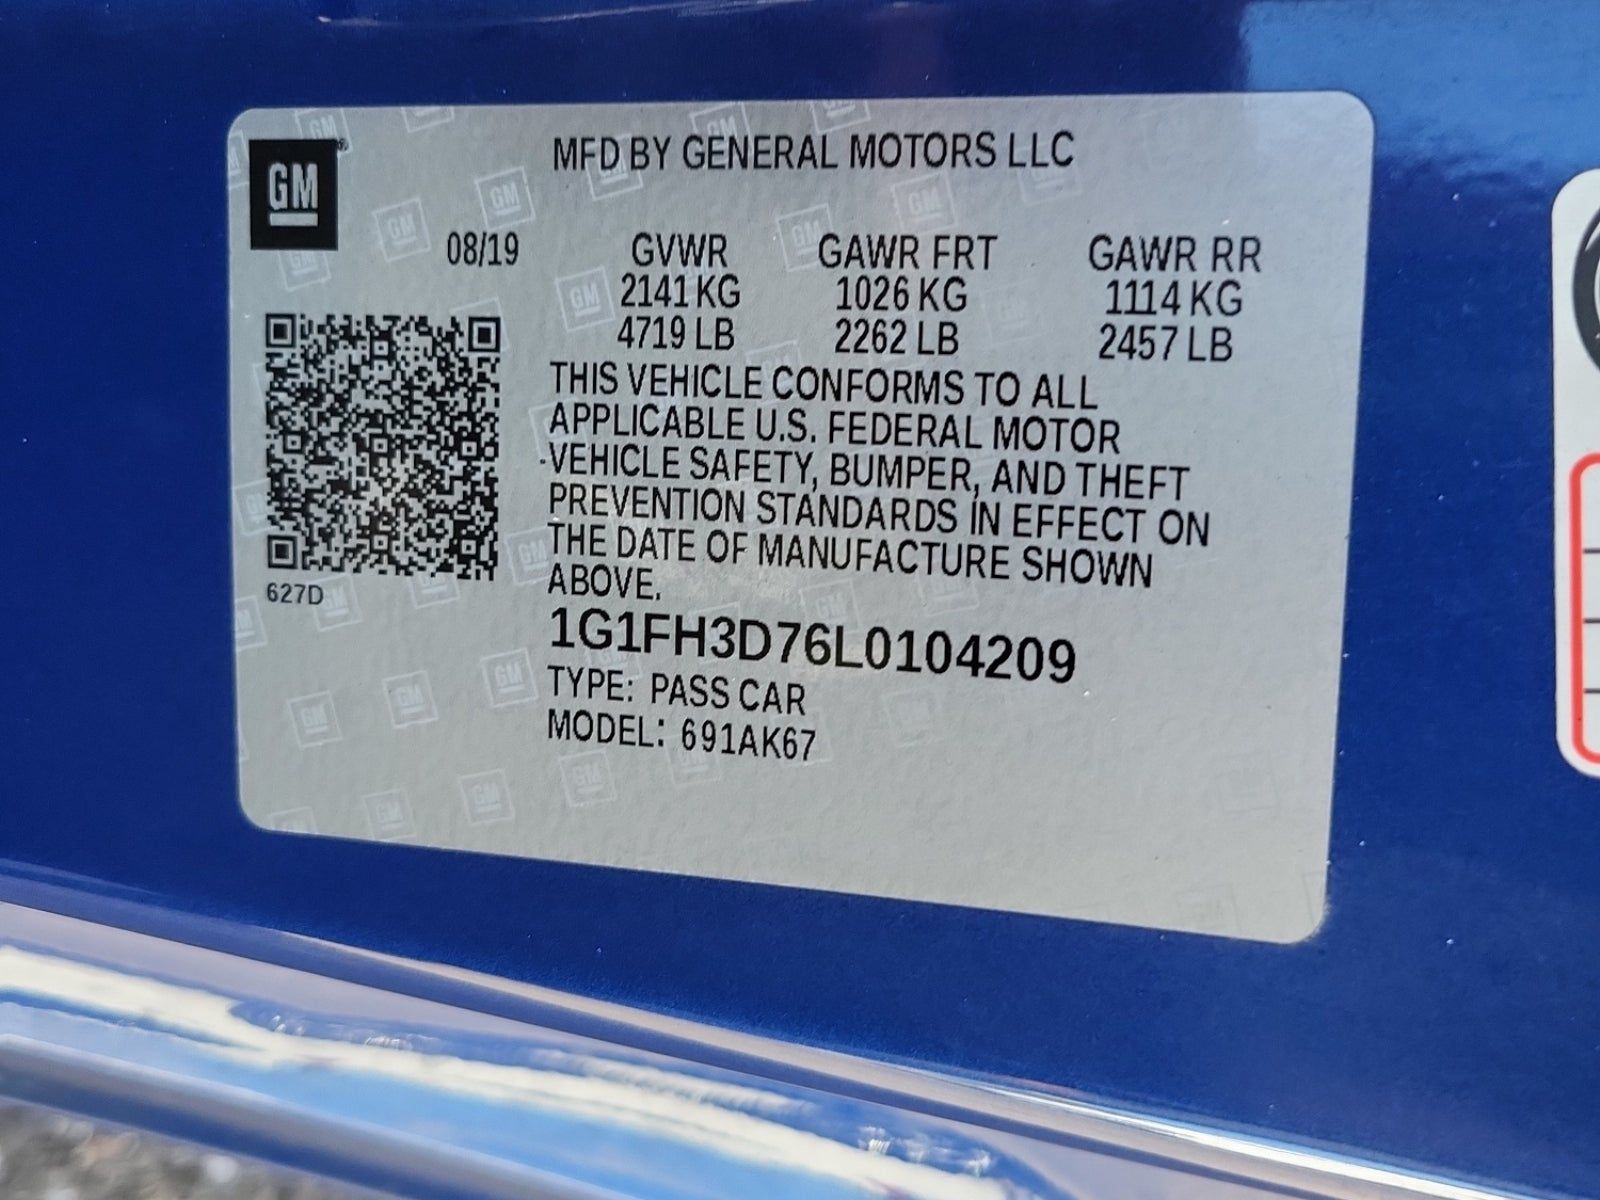 GM
MFD BY GENERAL MOTORS LLC
08/19 GVWR GAWR FRT GAWR RR
2141 KG 1026 KG 1114 KG
4719 LB 2262 LB 2457 LB
THIS VEHICLE CONFORMS TO ALL
APPLICABLE U.S. FEDERAL MOTOR
VEHICLE SAFETY, BUMPER, AND THEFT
PREVENTION STANDARDS IN EFFECT ON
THE DATE OF MANUFACTURE SHOWN
ABOVE.
627D
1G1FH3D76L0104209
TYPE: PASS CAR
MODEL: 691AK67